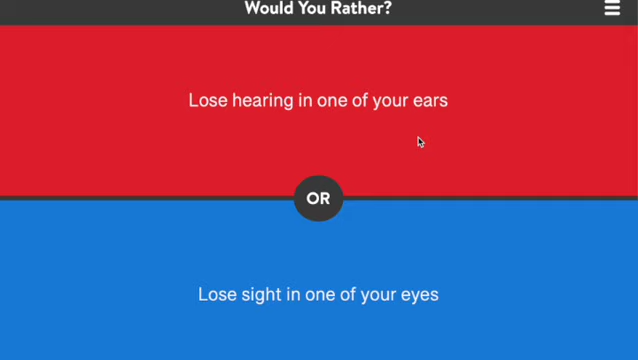 Would You Rather?
Lose hearing in one of your ears
OR
Lose sight in one of your eyes